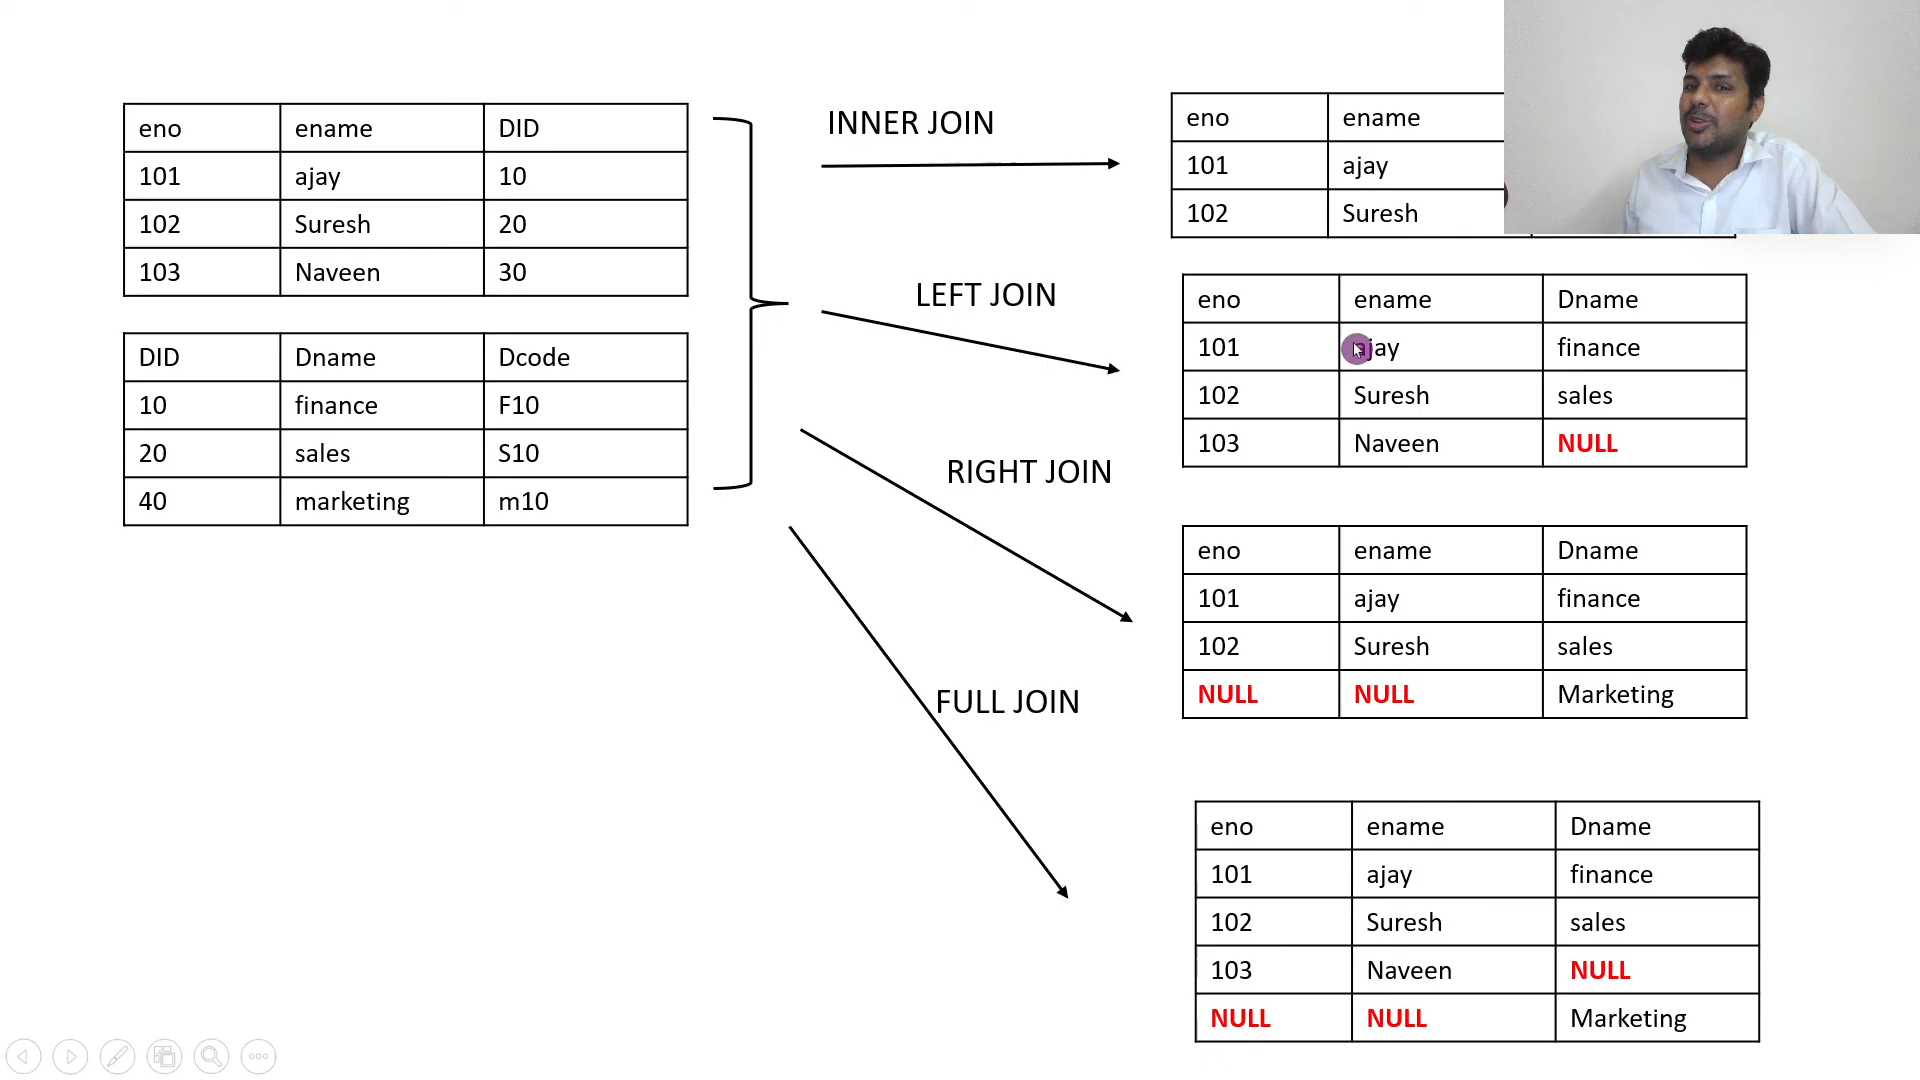 eno ename DID
101 ajay 10
102 Suresh 20
103 Naveen 30
DID Dname Dcode
10 finance F10
20 sales S10
40 marketing m10
INNER JOIN
LEFT JOIN
RIGHT JOIN
FULL JOIN
eno ename
101 ajay
102 Suresh
eno ename Dname
101 ajay finance
102 Suresh sales
103 Naveen NULL
eno ename Dname
101 ajay finance
102 Suresh sales
NULL NULL Marketing
eno ename Dname
101 ajay finance
102 Suresh sales
103 Naveen NULL
NULL NULL Marketing